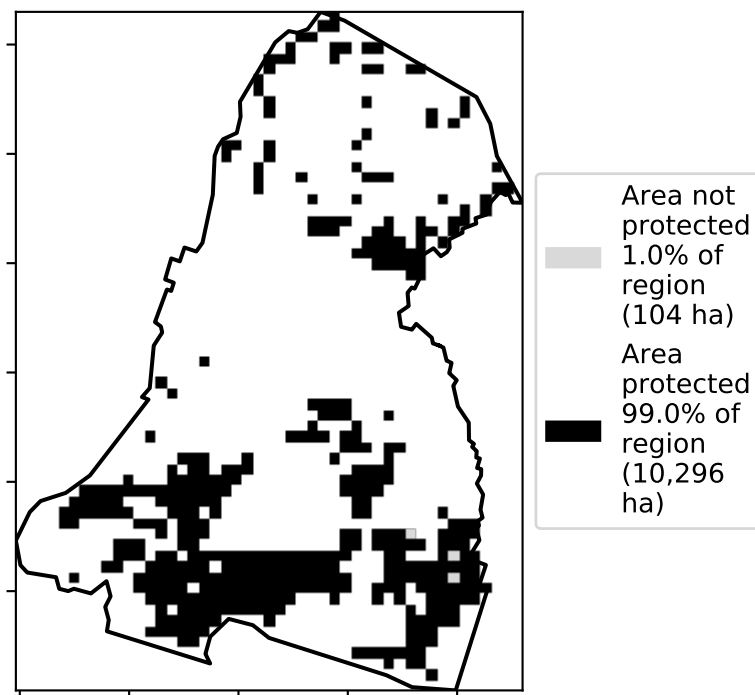 Area not
protected
1.0% of
region
(104 ha)
Area
protected
99.0% of
region
(10,296
ha)